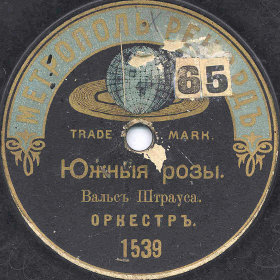 МЕТРОПОЛЬ РЕКОРДЪ
65
TRADE MARK.
Южныя розы.
Вальсъ Штрауса.
ОРКЕСТРЪ.
1539